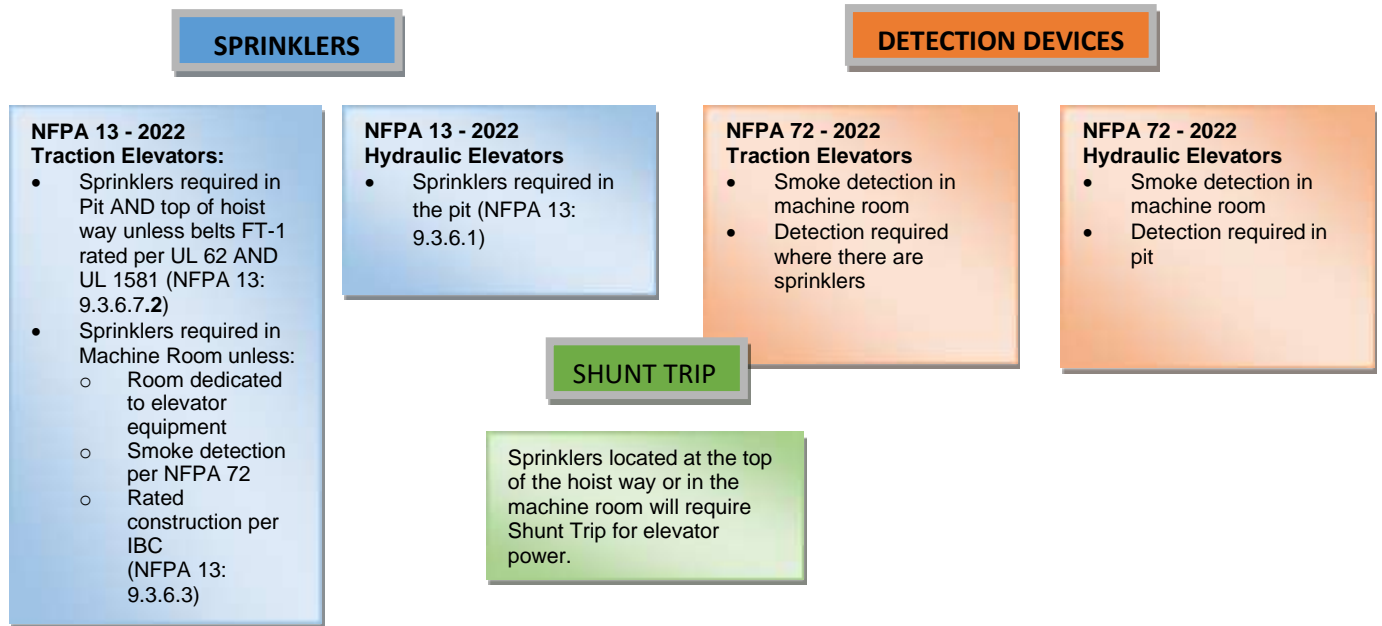 SPRINKLERS
DETECTION DEVICES
NFPA 13 - 2022
Traction Elevators:
• Sprinklers required in
Pit AND top of hoist
way unless belts FT-1
rated per UL 62 AND
UL 1581 (NFPA 13:
9.3.6.7.2)
• Sprinklers required in
Machine Room unless:
o Room dedicated
to elevator
equipment
o Smoke detection
per NFPA 72
o Rated
construction per
IBC
(NFPA 13:
9.3.6.3)
NFPA 13 - 2022
Hydraulic Elevators
• Sprinklers required in
the pit (NFPA 13:
9.3.6.1)
NFPA 72 - 2022
Traction Elevators
• Smoke detection in
machine room
• Detection required
where there are
sprinklers
NFPA 72 - 2022
Hydraulic Elevators
• Smoke detection in
machine room
• Detection required in
pit
SHUNT TRIP
Sprinklers located at the top
of the hoist way or in the
machine room will require
Shunt Trip for elevator
power.